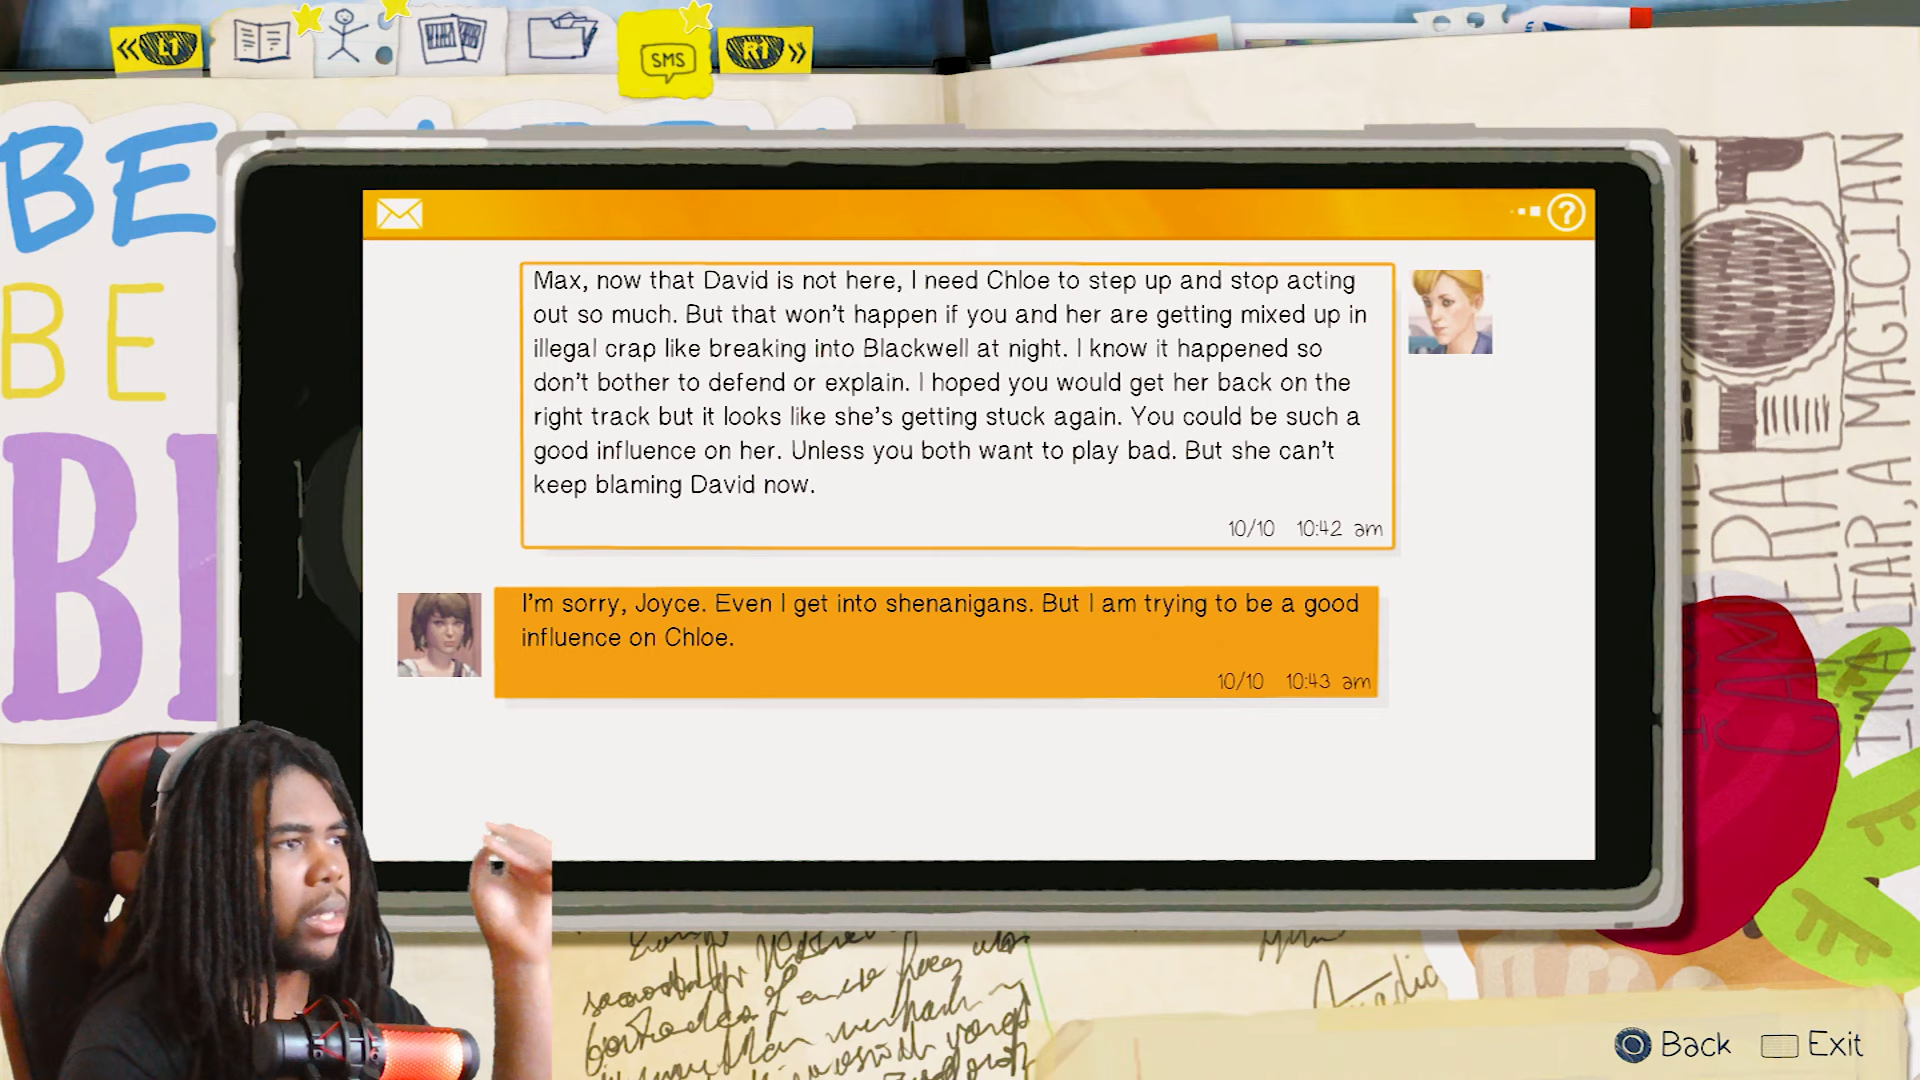 L1
SMS
R1
BE
BE
Max, now that David is not here, I need Chloe to step up and stop acting
out so much. But that won't happen if you and her are getting mixed up in
illegal crap like breaking into Blackwell at night. I know it happened so
don't bother to defend or explain. I hoped you would get her back on the
right track but it looks like she's getting stuck again. You could be such a
good influence on her. Unless you both want to play bad. But she can't
keep blaming David now.
10/10 10:42 am
I'm sorry, Joyce. Even I get into shenanigans. But I am trying to be a good
influence on Chloe.
10/10 10:43 am
CAMERA
I'M A LIAR, A MAGICIAN
Back
Exit